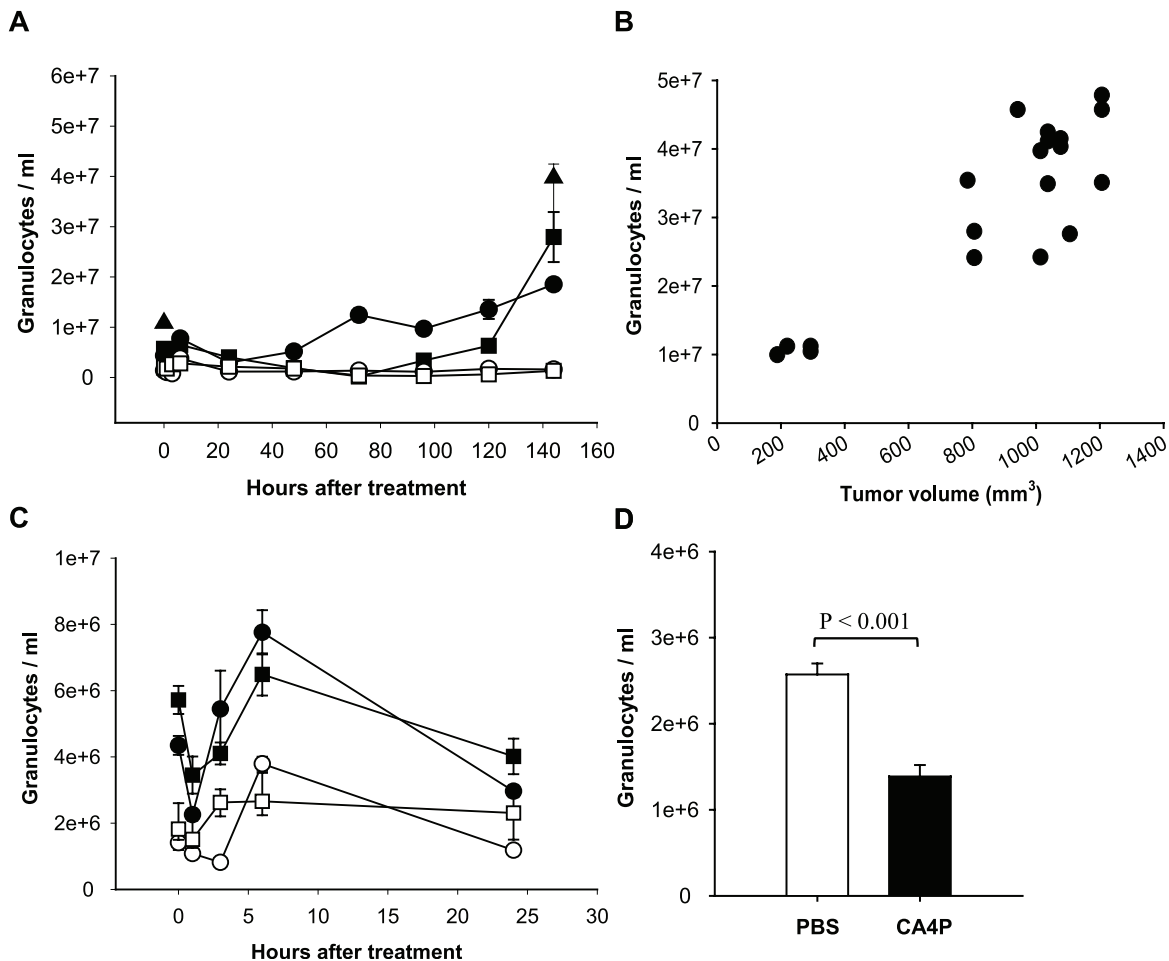 A
6e+7
5e+7
4e+7
3e+7
2e+7
1e+7
0
Granulocytes / ml
0 20 40 60 80 100 120 140 160
Hours after treatment
B
5e+7
4e+7
3e+7
2e+7
1e+7
0
Granulocytes / ml
0 200 400 600 800 1000 1200 1400
Tumor volume (mm³)
C
1e+7
8e+6
6e+6
4e+6
2e+6
0
Granulocytes / ml
0 5 10 15 20 25 30
Hours after treatment
D
4e+6
3e+6
2e+6
1e+6
0
Granulocytes / ml
P < 0.001
PBS CA4P